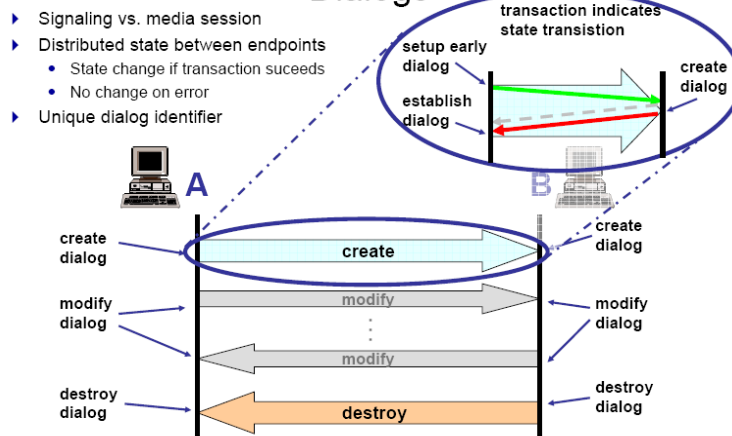 Signaling vs. media session
Distributed state between endpoints
State change if transaction suceeds
No change on error
Unique dialog identifier
transaction indicates
state transistion
setup early
dialog
create
dialog
establish
dialog
A
B
create
dialog
create
create
dialog
modify
dialog
modify
modify
dialog
modify
destroy
dialog
destroy
destroy
dialog